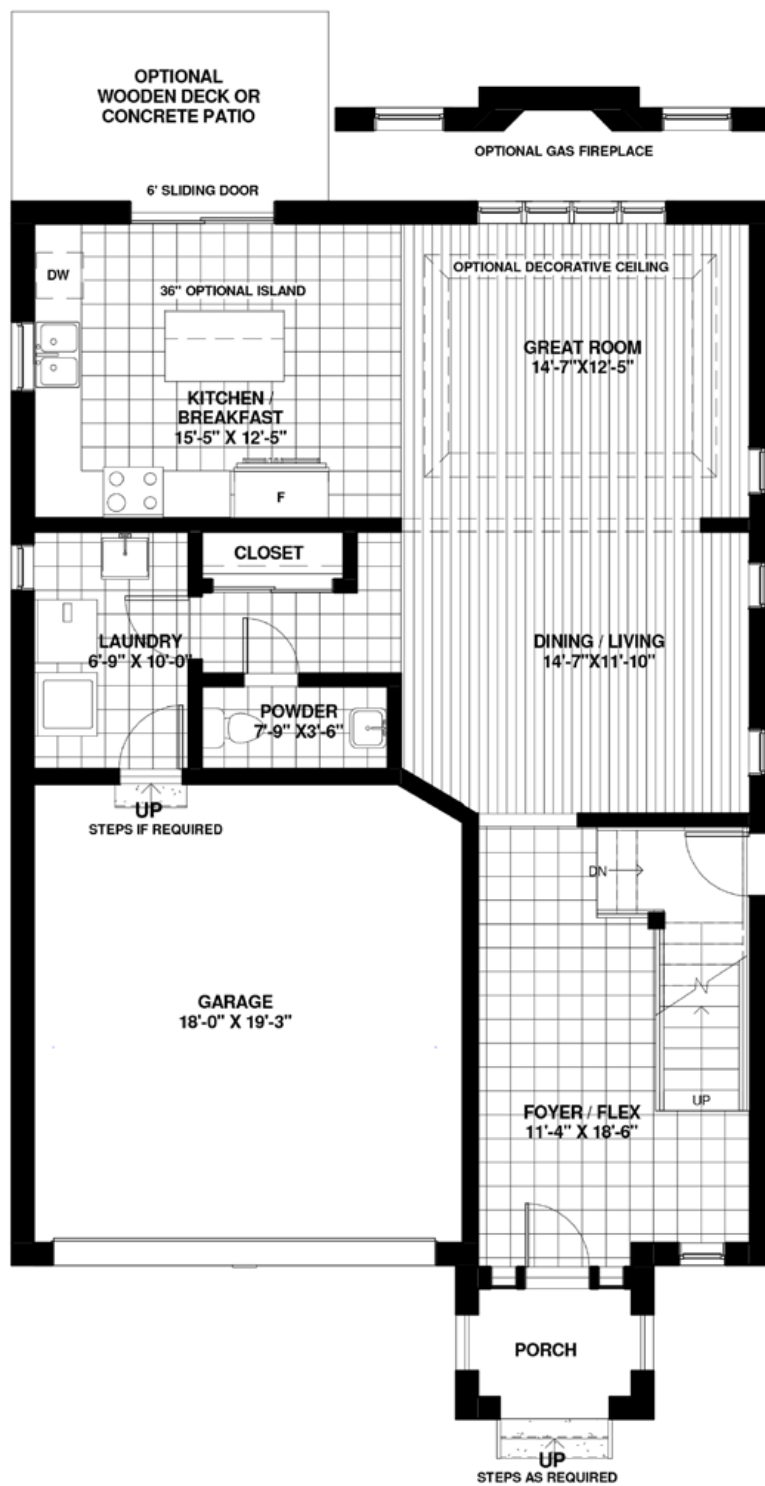 OPTIONAL
WOODEN DECK OR
CONCRETE PATIO
OPTIONAL GAS FIREPLACE
6' SLIDING DOOR
DW
36" OPTIONAL ISLAND
OPTIONAL DECORATIVE CEILING
GREAT ROOM
14'-7"X12'-5"
KITCHEN /
BREAKFAST
15'-5" X 12'-5"
F
CLOSET
LAUNDRY
6'-9" X 10'-0"
DINING / LIVING
14'-7"X11'-10"
POWDER
7'-9" X3'-6"
UP
STEPS IF REQUIRED
DN
GARAGE
18'-0" X 19'-3"
UP
FOYER / FLEX
11'-4" X 18'-6"
PORCH
UP
STEPS AS REQUIRED